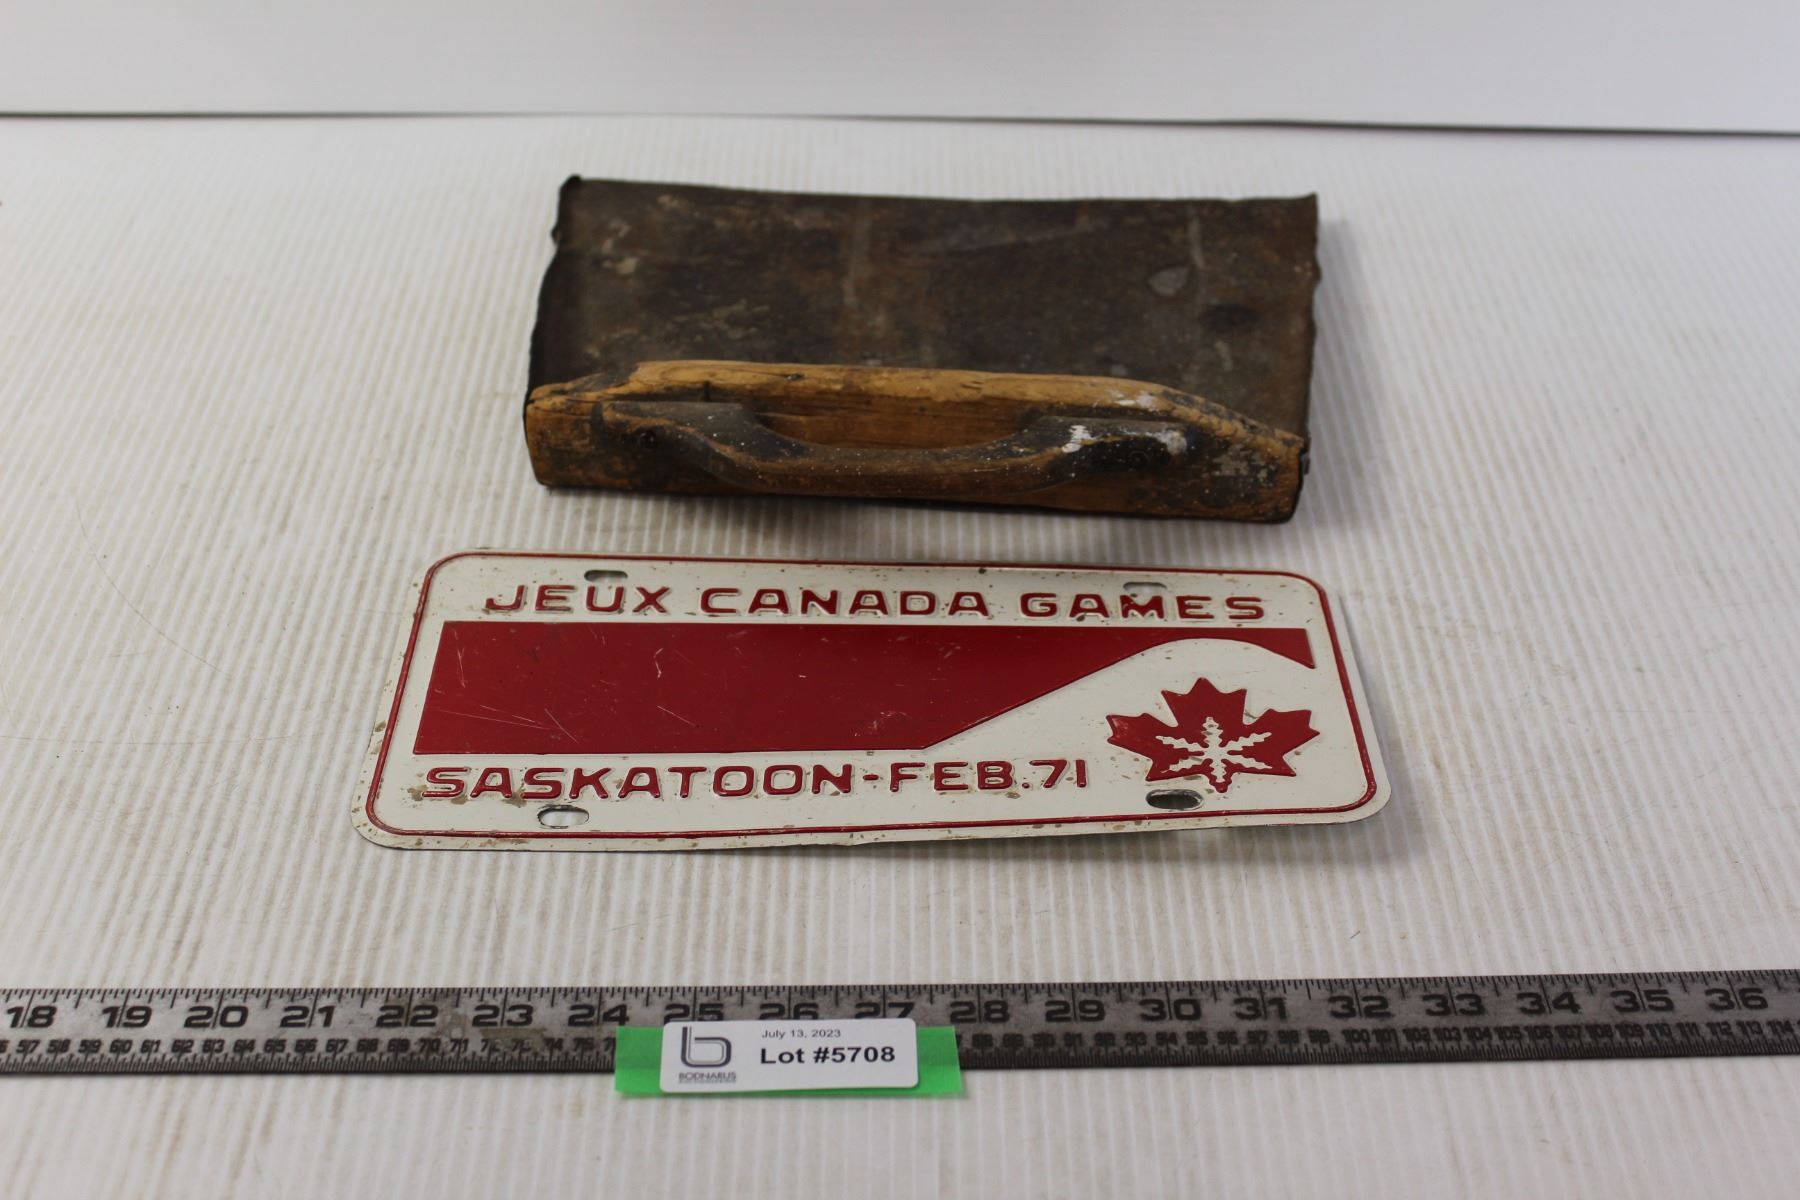 JEUX CANADA GAMES
SASKATOON-FEB.71
18 19 20 21 22 23 24 25 26 27 28 29 30 31 32 33 34 35 36
July 13, 2023
Lot #5708
b
BODNARUS